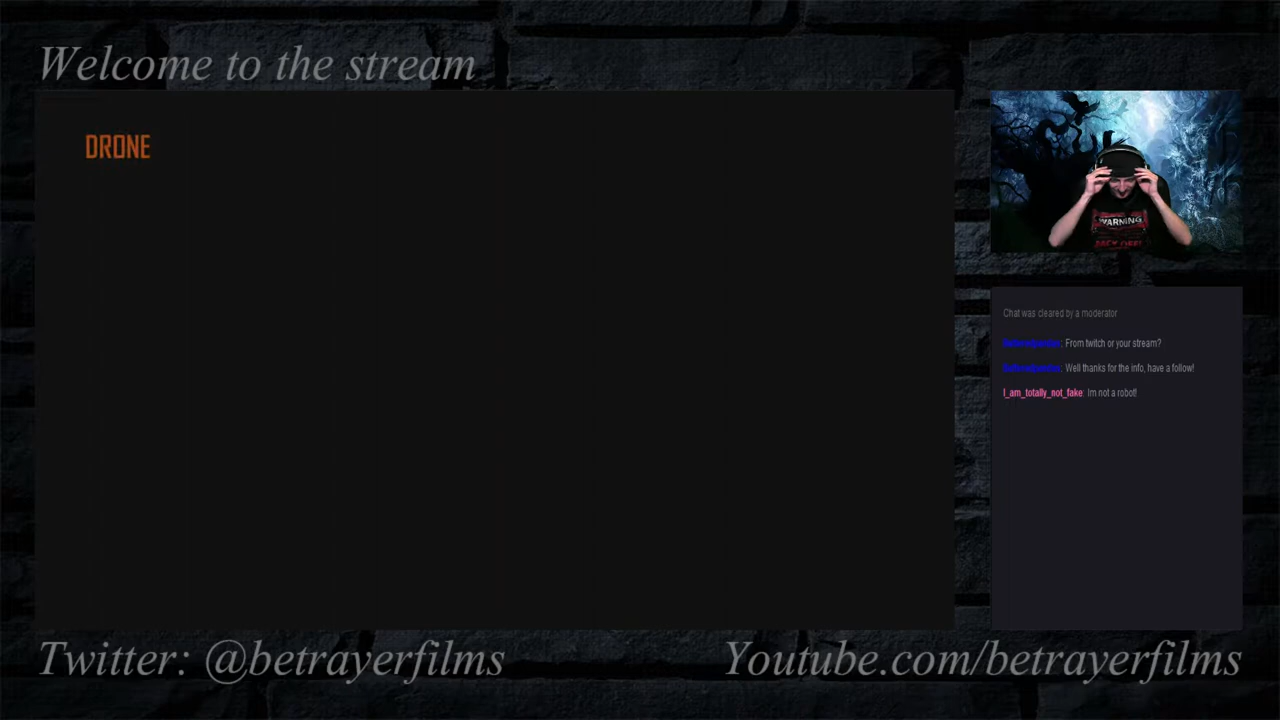 Welcome to the stream
DRONE
WARNING
Chat was cleared by a moderator
: From twitch or your stream?
: Well thanks for the info, have a follow!
I_am_totally_not_fake: Im not a robot!
Twitter: @betrayerfilms
Youtube.com/betrayerfilms